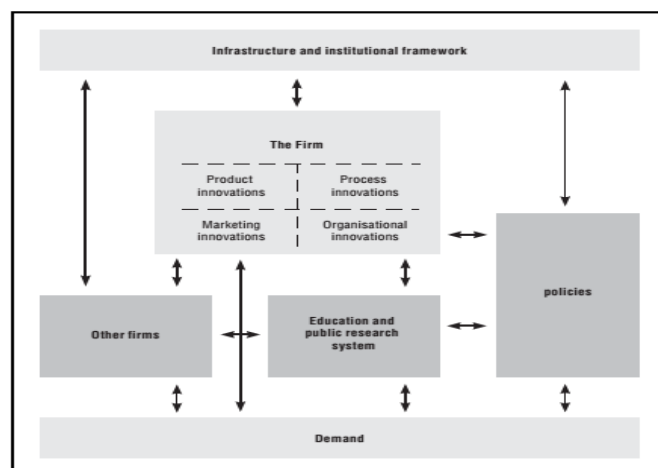 Infrastructure and institutional framework
The Firm
Product
innovations
Process
innovations
Marketing
innovations
Organisational
innovations
policies
Other firms
Education and
public research
system
Demand